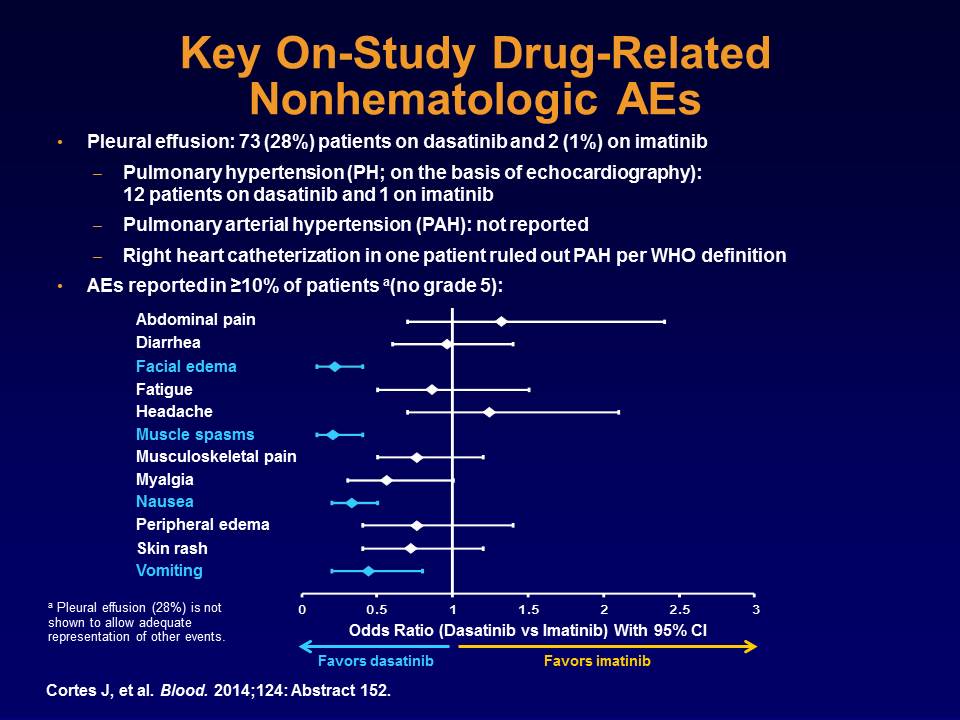 Key On-Study Drug-Related
Nonhematologic AEs
• Pleural effusion: 73 (28%) patients on dasatinib and 2 (1%) on imatinib
– Pulmonary hypertension (PH; on the basis of echocardiography):
12 patients on dasatinib and 1 on imatinib
– Pulmonary arterial hypertension (PAH): not reported
– Right heart catheterization in one patient ruled out PAH per WHO definition
• AEs reported in ≥10% of patients ᵃ(no grade 5):
Abdominal pain
Diarrhea
Facial edema
Fatigue
Headache
Muscle spasms
Musculoskeletal pain
Myalgia
Nausea
Peripheral edema
Skin rash
Vomiting
0 0.5 1 1.5 2 2.5 3
Odds Ratio (Dasatinib vs Imatinib) With 95% CI
Favors dasatinib Favors imatinib
ᵃ Pleural effusion (28%) is not
shown to allow adequate
representation of other events.
Cortes J, et al. Blood. 2014;124: Abstract 152.